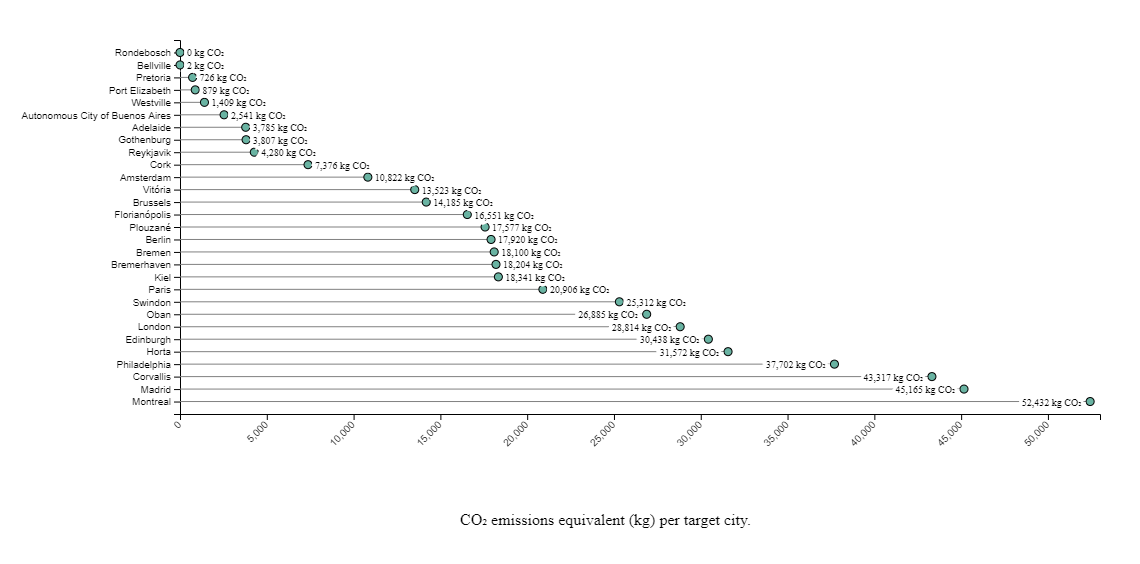 Rondebosch 0 kg CO₂
Bellville 2 kg CO₂
Pretoria 726 kg CO₂
Port Elizabeth 879 kg CO₂
Westville 1,409 kg CO₂
Autonomous City of Buenos Aires 2,541 kg CO₂
Adelaide 3,785 kg CO₂
Gothenburg 3,807 kg CO₂
Reykjavik 4,280 kg CO₂
Cork 7,376 kg CO₂
Amsterdam 10,822 kg CO₂
Vitória 13,523 kg CO₂
Brussels 14,185 kg CO₂
Florianópolis 16,551 kg CO₂
Plouzané 17,577 kg CO₂
Berlin 17,920 kg CO₂
Bremen 18,100 kg CO₂
Bremerhaven 18,204 kg CO₂
Kiel 18,341 kg CO₂
Paris 20,906 kg CO₂
Swindon 25,312 kg CO₂
Oban 26,885 kg CO₂
London 28,814 kg CO₂
Edinburgh 30,438 kg CO₂
Horta 31,572 kg CO₂
Philadelphia 37,702 kg CO₂
Corvallis 43,317 kg CO₂
Madrid 45,165 kg CO₂
Montreal 52,432 kg CO₂
0 5,000 10,000 15,000 20,000 25,000 30,000 35,000 40,000 45,000 50,000
CO₂ emissions equivalent (kg) per target city.